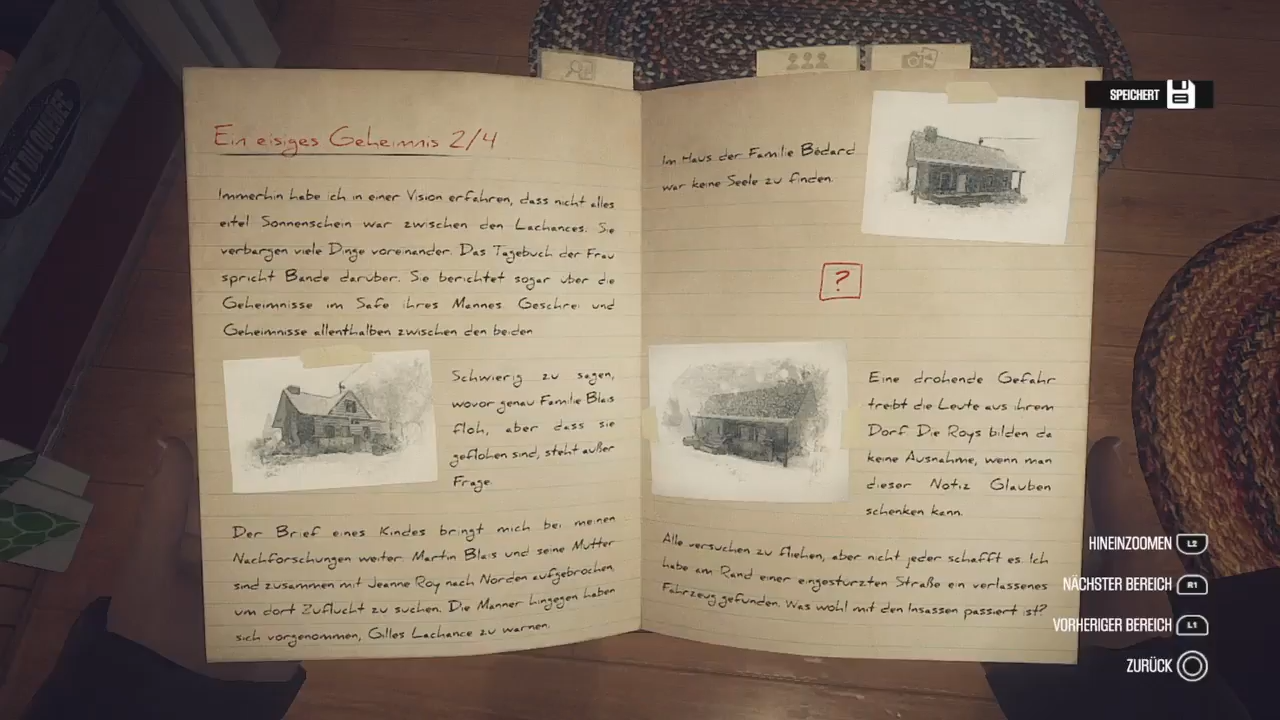 LAIT DU QUÉBEC
SPEICHERT
Ein eisiges Geheimnis 2/4
Immerhin habe ich in einer Vision erfahren, dass nicht alles
eitel Sonnenschein war zwischen den Lachances. Sie
verbargen viele Dinge voreinander. Das Tagebuch der Frau
spricht Bände darüber. Sie berichtet sogar über die
Geheimnisse im Safe ihres Mannes. Geschrei und
Geheimnisse allenthalben zwischen den beiden
Schwierig zu sagen,
wovor genau Familie Blais
floh, aber dass sie
geflohen sind, steht außer
Frage.
Der Brief eines Kindes bringt mich bei meinen
Nachforschungen weiter. Martin Blais und seine Mutter
sind zusammen mit Jeanne Roy nach Norden aufgebrochen,
um dort Zuflucht zu suchen. Die Männer hingegen haben
sich vorgenommen, Gilles Lachance zu warnen.
Im Haus der Familie Bédard
war keine Seele zu finden.
?
Eine drohende Gefahr
treibt die Leute aus ihrem
Dorf. Die Roys bilden da
keine Ausnahme, wenn man
dieser Notiz Glauben
schenken kann.
Alle versuchen zu fliehen, aber nicht jeder schafft es. Ich
habe am Rand einer eingestürzten Straße ein verlassenes
Fahrzeug gefunden. Was wohl mit den Insassen passiert ist?
HINEINZOOMEN L2
NÄCHSTER BEREICH R1
VORHERIGER BEREICH L1
ZURÜCK